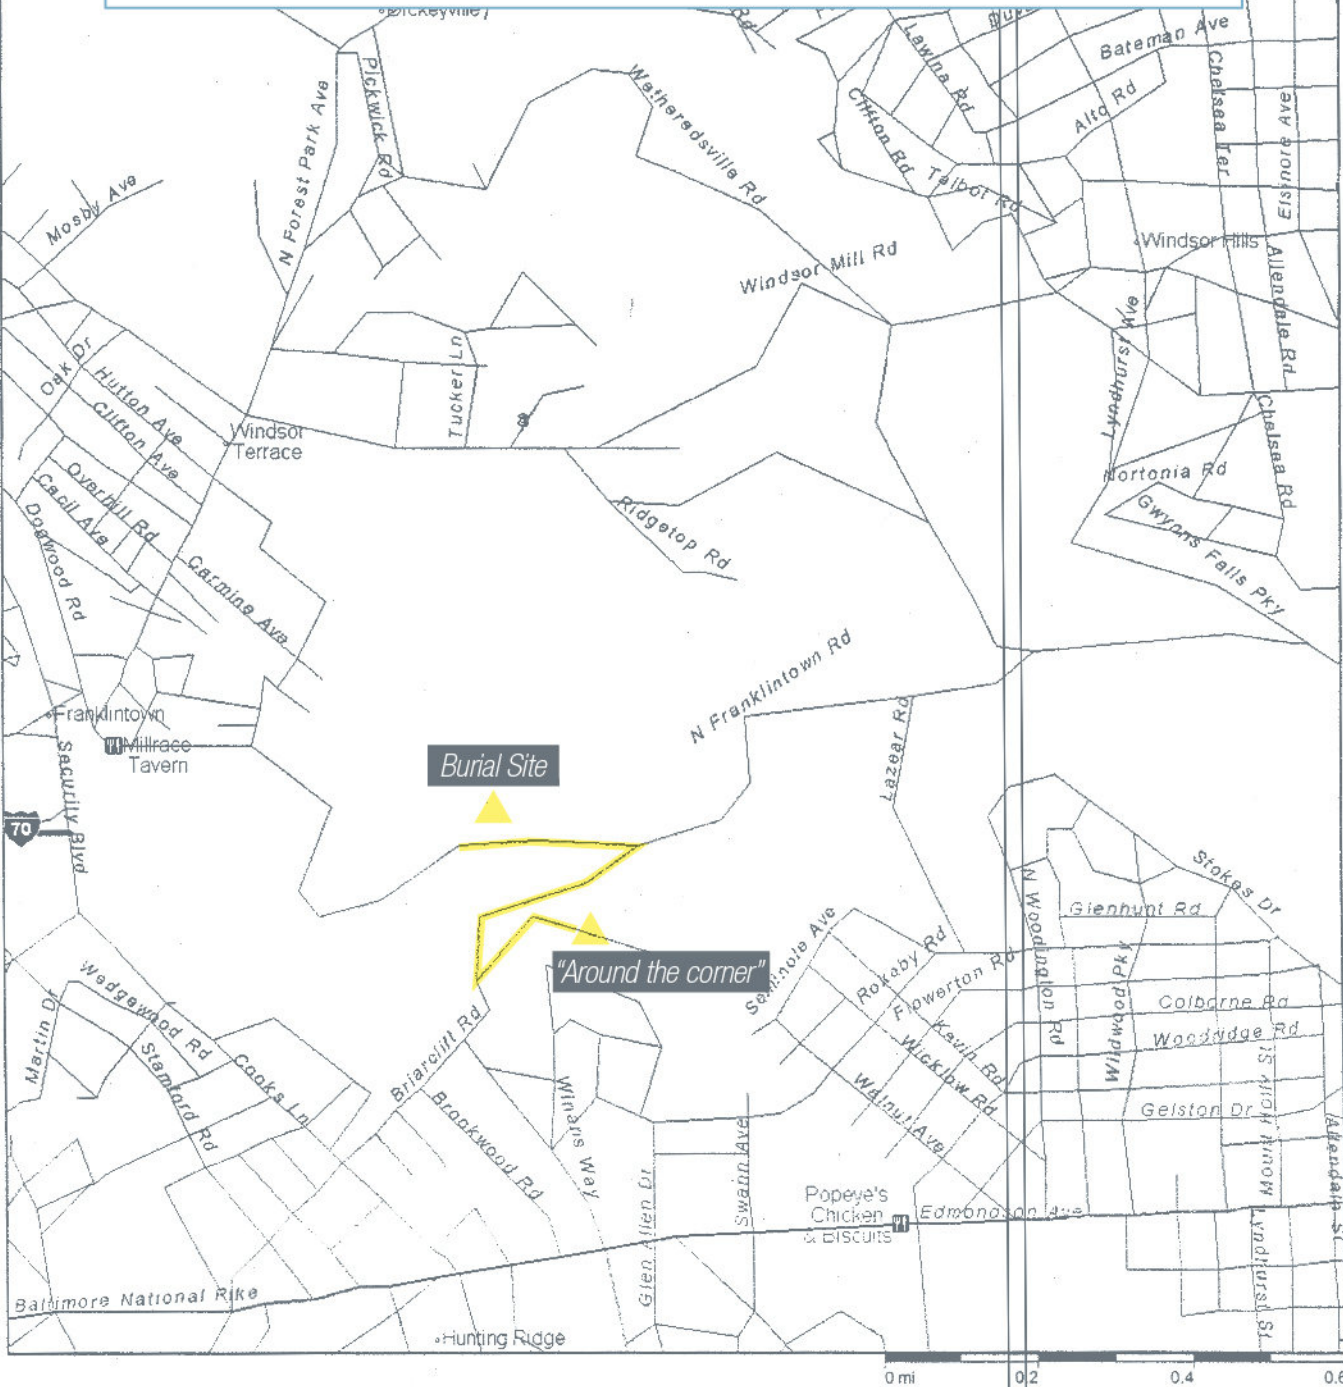 Dickeyville
Rd
Bateman Ave
Lawina Rd
Pickwick Rd
N Forest Park Ave
Wetheredsville Rd
Clifton Rd
Alto Rd
Chelsea Ter
Elsinore Ave
Talbot Rd
Mosby Ave
Windsor Hills
Windsor Mill Rd
Allendale Rd
Lyndhurst Ave
Oak Dr
Tucker Ln
Hutton Ave
Clifton Ave
Windsor
Terrace
Chelsea Rd
Nortonia Rd
Overhill Rd
Cecil Ave
Dogwood Rd
Ridgetop Rd
Gwynns Falls Pky
Carmine Ave
N Franklintown Rd
Franklintown
Millrace
Tavern
Lazear Rd
Security Blvd
Burial Site
70
Stokes Dr
N Woodington Rd
Glenhunt Rd
Seminole Ave
Rokeby Rd
Flowerton Rd
Wildwood Pky
"Around the corner"
Wedgewood Rd
Martin Dr
Colborne Rd
Kevin Rd
Woodridge Rd
Stamford Rd
Cooks Ln
Briarclift Rd
Wicklow Rd
Walnut Ave
Winans Way
Brookwood Rd
Gelston Dr
Mount Holly St
Allendale St
Swann Ave
Glen Allen Dr
Popeye's
Chicken
& Biscuits
Edmondson Ave
Lyndhurst St
Baltimore National Pike
Hunting Ridge
0 mi
0.2
0.4